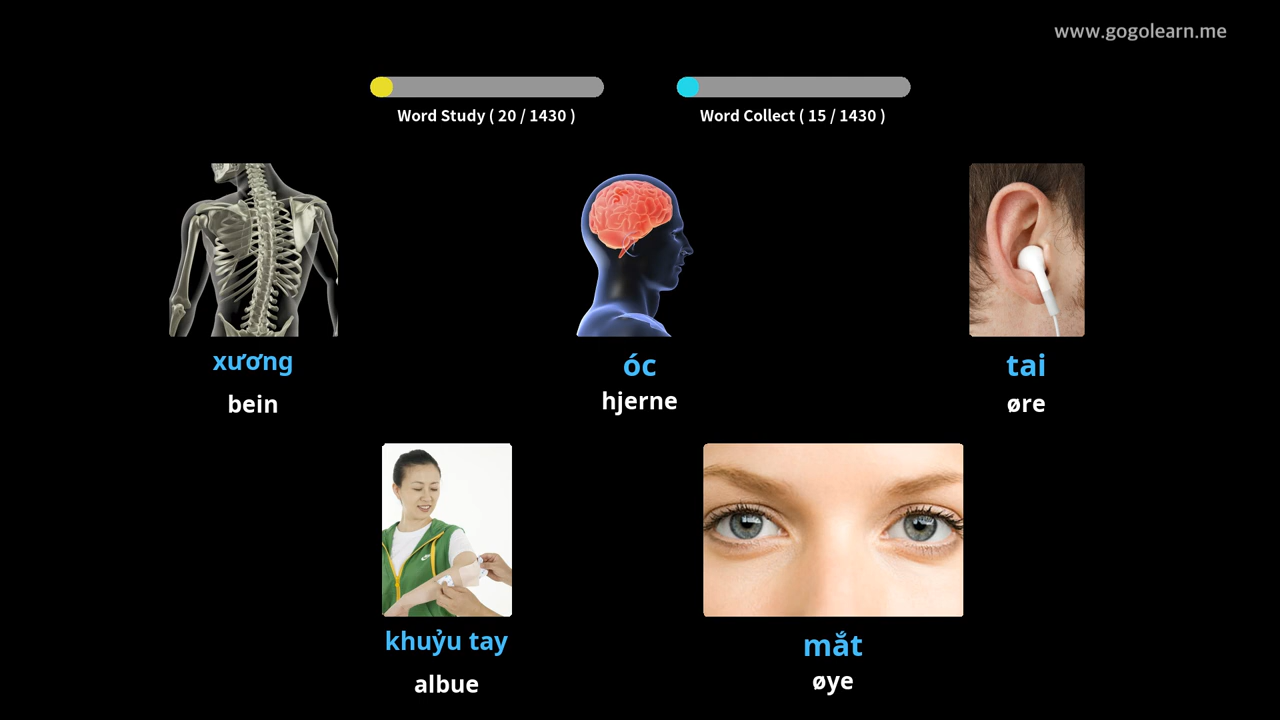 www.gogolearn.me
Word Study ( 20 / 1430 )
Word Collect ( 15 / 1430 )
xương
bein
óc
hjerne
tai
øre
khuỷu tay
albue
mắt
øye